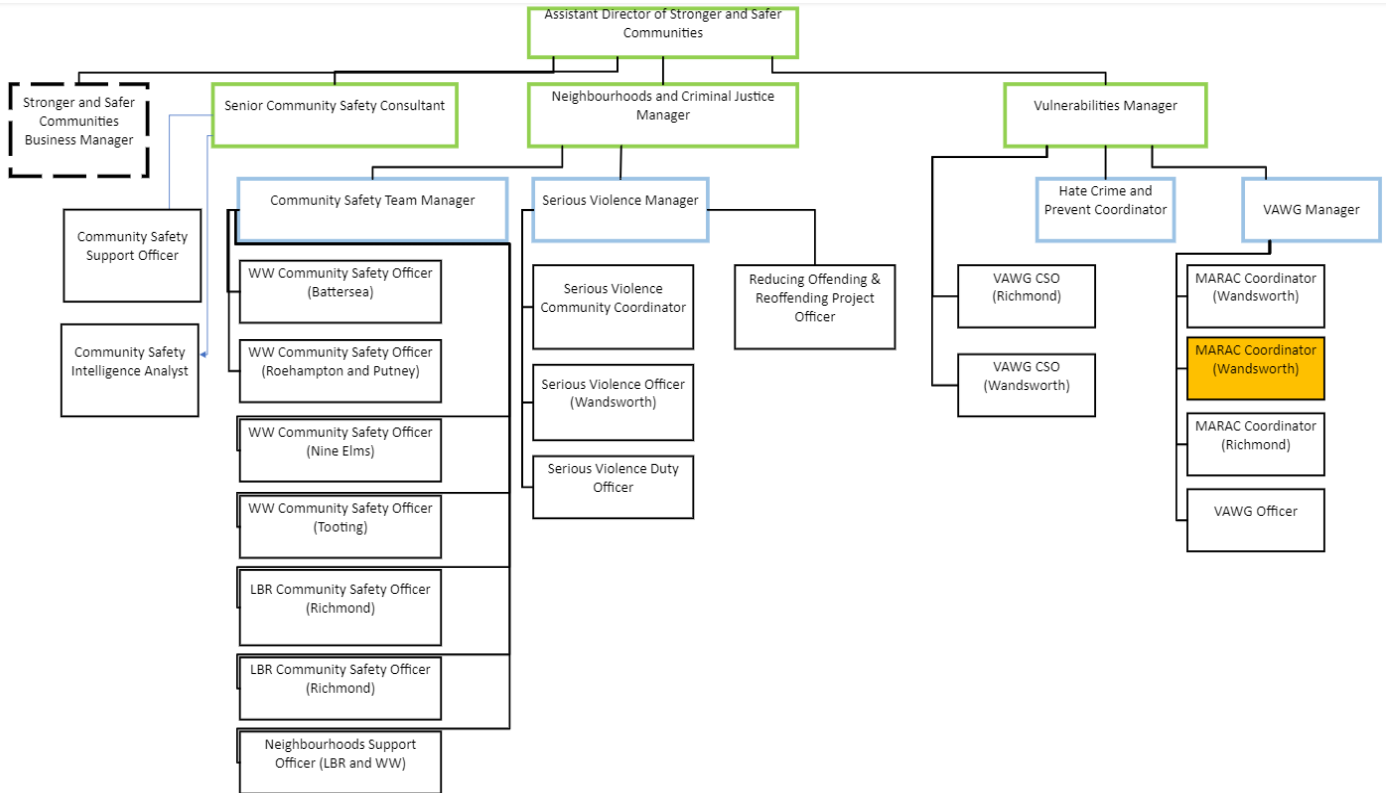 Assistant Director of Stronger and Safer
Communities
Stronger and Safer
Communities
Business Manager
Senior Community Safety Consultant
Neighbourhoods and Criminal Justice
Manager
Vulnerabilities Manager
Community Safety
Support Officer
Community Safety
Intelligence Analyst
Community Safety Team Manager
WW Community Safety Officer
(Battersea)
WW Community Safety Officer
(Roehampton and Putney)
WW Community Safety Officer
(Nine Elms)
WW Community Safety Officer
(Tooting)
LBR Community Safety Officer
(Richmond)
LBR Community Safety Officer
(Richmond)
Neighbourhoods Support
Officer (LBR and WW)
Serious Violence Manager
Serious Violence
Community Coordinator
Serious Violence Officer
(Wandsworth)
Serious Violence Duty
Officer
Reducing Offending &
Reoffending Project
Officer
VAWG CSO
(Richmond)
VAWG CSO
(Wandsworth)
Hate Crime and
Prevent Coordinator
VAWG Manager
MARAC Coordinator
(Wandsworth)
MARAC Coordinator
(Wandsworth)
MARAC Coordinator
(Richmond)
VAWG Officer